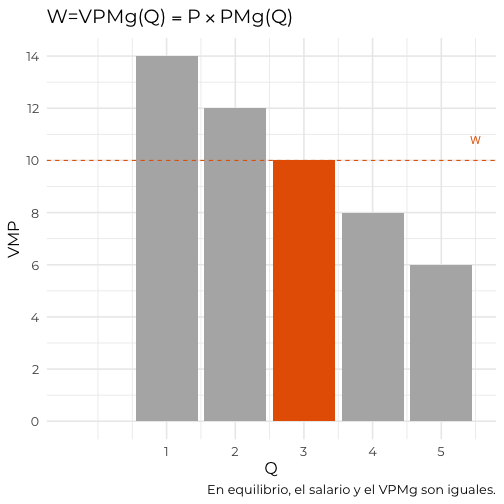 W=VPMg(Q) = P × PMg(Q)
14
12
W
10
8
6
4
2
0
VMP
1 2 3 4 5
Q
En equilibrio, el salario y el VPMg son iguales.